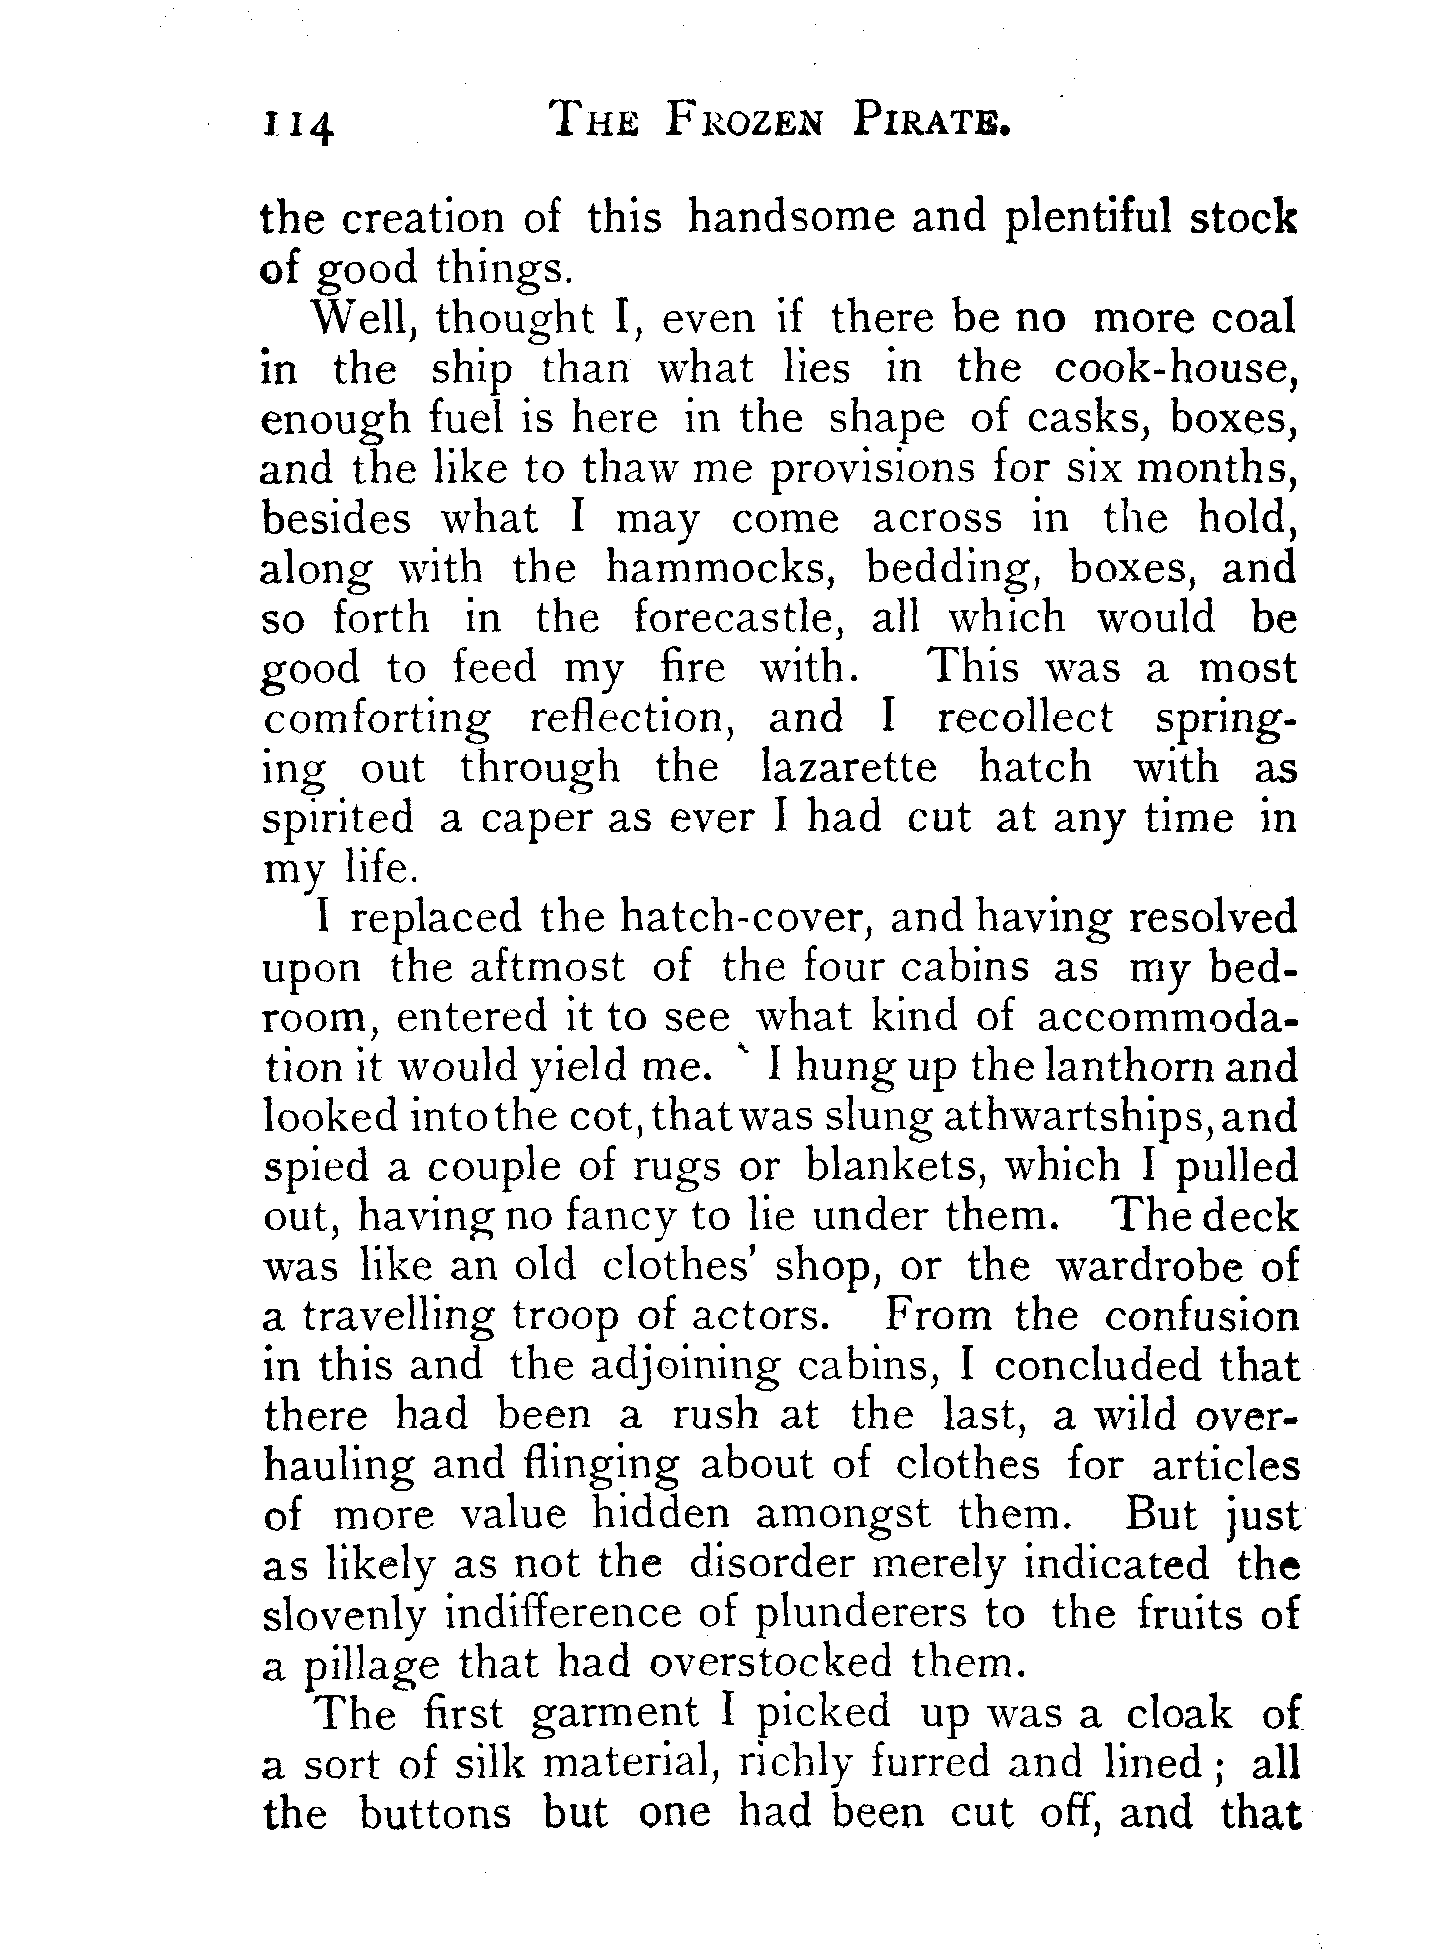 114 THE FROZEN PIRATE.
the creation of this handsome and plentiful stock
of good things.
Well, thought I, even if there be no more coal
in the ship than what lies in the cook-house,
enough fuel is here in the shape of casks, boxes,
and the like to thaw me provisions for six months,
besides what I may come across in the hold,
along with the hammocks, bedding, boxes, and
so forth in the forecastle, all which would be
good to feed my fire with. This was a most
comforting reflection, and I recollect spring-
ing out through the lazarette hatch with as
spirited a caper as ever I had cut at any time in
my life.
I replaced the hatch-cover, and having resolved
upon the aftmost of the four cabins as my bed-
room, entered it to see what kind of accommoda-
tion it would yield me. I hung up the lanthorn and
looked into the cot, that was slung athwartships, and
spied a couple of rugs or blankets, which I pulled
out, having no fancy to lie under them. The deck
was like an old clothes' shop, or the wardrobe of
a travelling troop of actors. From the confusion
in this and the adjoining cabins, I concluded that
there had been a rush at the last, a wild over-
hauling and flinging about of clothes for articles
of more value hidden amongst them. But just
as likely as not the disorder merely indicated the
slovenly indifference of plunderers to the fruits of
a pillage that had overstocked them.
The first garment I picked up was a cloak of
a sort of silk material, richly furred and lined; all
the buttons but one had been cut off, and that